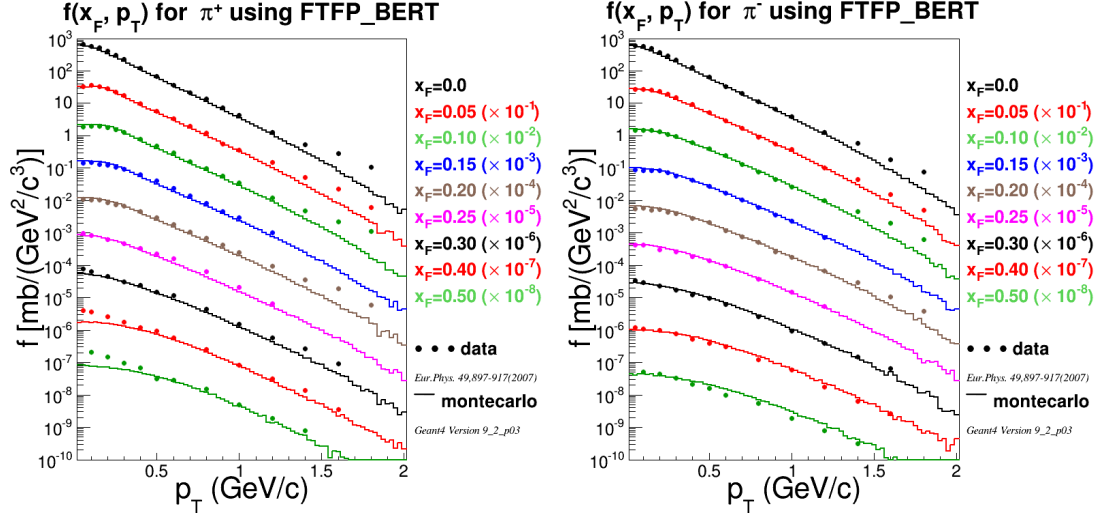 f(x_F, p_T) for π⁺ using FTFP_BERT
f [mb/(GeV²/c³)]
10³
10²
10
1
10⁻¹
10⁻²
10⁻³
10⁻⁴
10⁻⁵
10⁻⁶
10⁻⁷
10⁻⁸
10⁻⁹
10⁻¹⁰
0.5
1
1.5
2
p_T (GeV/c)
x_F=0.0
x_F=0.05 (× 10⁻¹)
x_F=0.10 (× 10⁻²)
x_F=0.15 (× 10⁻³)
x_F=0.20 (× 10⁻⁴)
x_F=0.25 (× 10⁻⁵)
x_F=0.30 (× 10⁻⁶)
x_F=0.40 (× 10⁻⁷)
x_F=0.50 (× 10⁻⁸)
data
Eur.Phys. 49,897-917(2007)
montecarlo
Geant4 Version 9_2_p03
f(x_F, p_T) for π⁻ using FTFP_BERT
f [mb/(GeV²/c³)]
10³
10²
10
1
10⁻¹
10⁻²
10⁻³
10⁻⁴
10⁻⁵
10⁻⁶
10⁻⁷
10⁻⁸
10⁻⁹
10⁻¹⁰
0.5
1
1.5
2
p_T (GeV/c)
x_F=0.0
x_F=0.05 (× 10⁻¹)
x_F=0.10 (× 10⁻²)
x_F=0.15 (× 10⁻³)
x_F=0.20 (× 10⁻⁴)
x_F=0.25 (× 10⁻⁵)
x_F=0.30 (× 10⁻⁶)
x_F=0.40 (× 10⁻⁷)
x_F=0.50 (× 10⁻⁸)
data
Eur.Phys. 49,897-917(2007)
montecarlo
Geant4 Version 9_2_p03